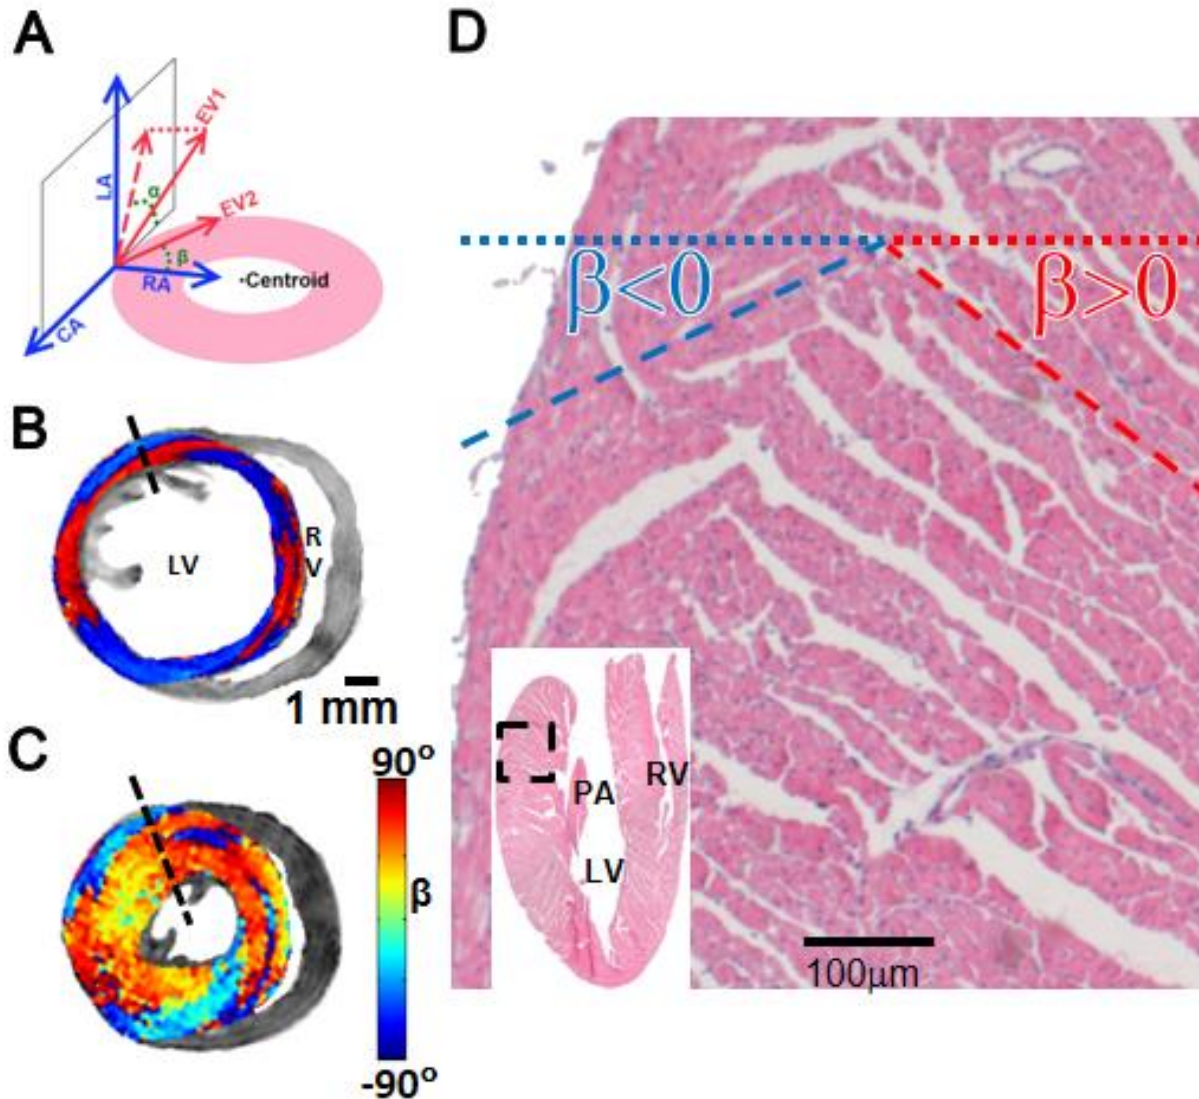 A
LA
EV1
α
EV2
β
RA
•Centroid
CA
B
LV
R
V
1 mm
C
90°
β
-90°
D
β<0
β>0
PA
RV
LV
100μm